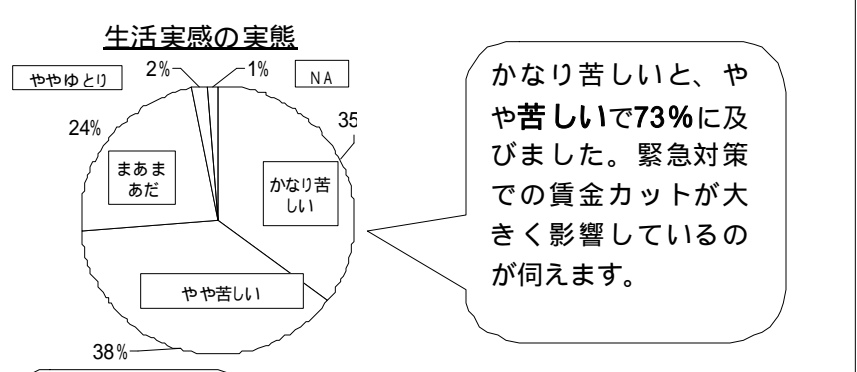 生活実感の実態
ややゆとり
2%
1%
NA
24%
35
まあま
あだ
かなり苦
しい
やや苦しい
38%
かなり苦しいと、や
や苦しいで73%に及
びました。緊急対策
での賃金カットが大
きく影響しているの
が伺えます。